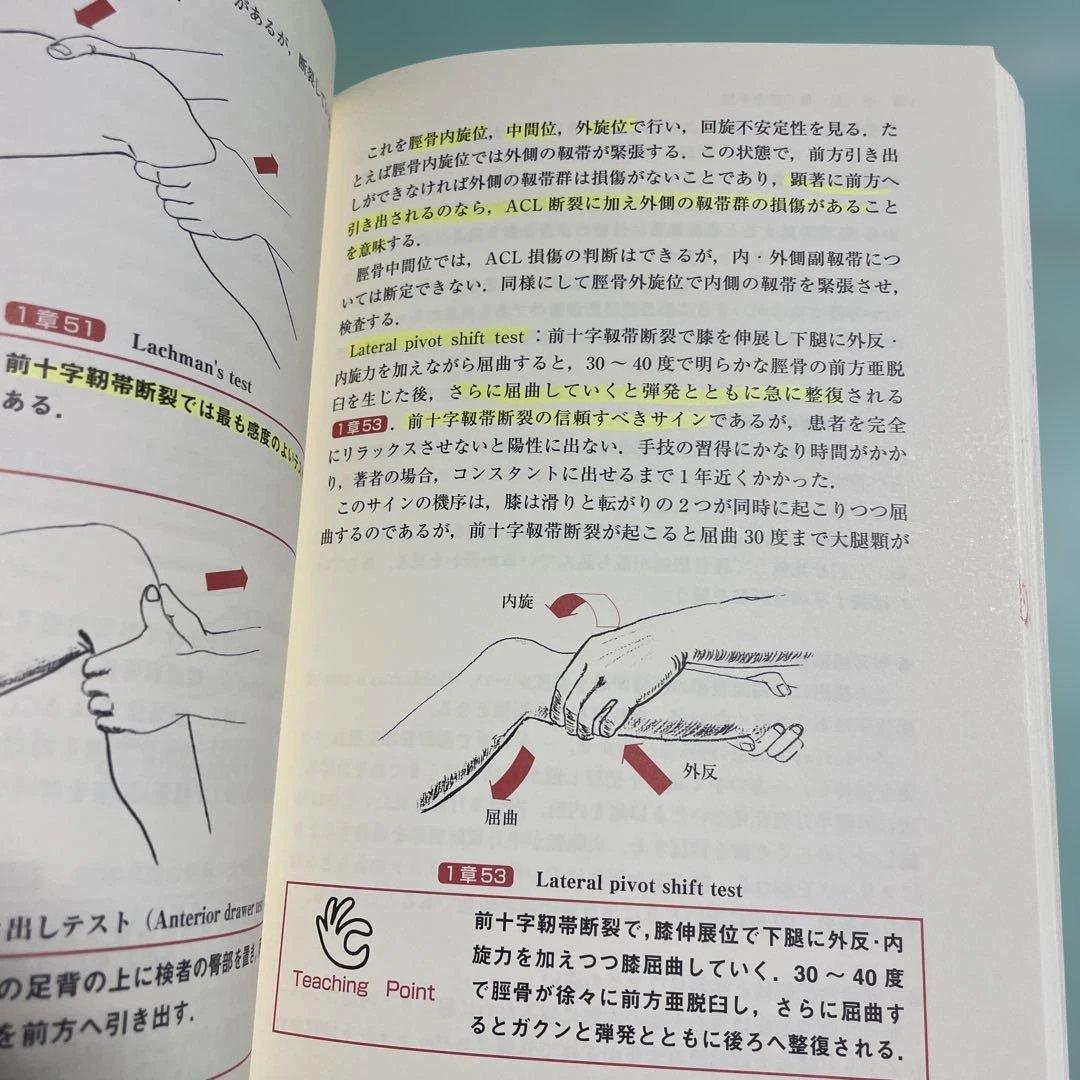 があるが，断裂して
1章51
Lachman's test
前十字靭帯断裂では最も感度のよいテス
ある．
出しテスト（Anterior drawer
の足背の上に検者の臀部を置き，
を前方へ引き出す．
これを脛骨内旋位，中間位，外旋位で行い，回旋不安定性を見る．た
とえば脛骨内旋位では外側の靱帯が緊張する．この状態で，前方引き出
しができなければ外側の靱帯群は損傷がないことであり，顕著に前方へ
引き出されるのなら，ACL 断裂に加え外側の靱帯群の損傷があること
を意味する．
脛骨中間位では，ACL 損傷の判断はできるが，内・外側副靱帯につ
いては断定できない．同様にして脛骨外旋位で内側の靱帯を緊張させ，
検査する．
Lateral pivot shift test：前十字靱帯断裂で膝を伸展し下腿に外反・
内旋力を加えながら屈曲すると，30 〜 40 度で明らかな脛骨の前方亜脱
臼を生じた後，さらに屈曲していくと弾発とともに急に整復される
1章53．前十字靱帯断裂の信頼すべきサインであるが，患者を完全
にリラックスさせないと陽性に出ない．手技の習得にかなり時間がかか
り，著者の場合，コンスタントに出せるまで 1 年近くかかった．
このサインの機序は，膝は滑りと転がりの 2 つが同時に起こりつつ屈
曲するのであるが，前十字靱帯断裂が起こると屈曲 30 度まで大腿顆が
内旋
外反
屈曲
1章53 Lateral pivot shift test
Teaching Point
前十字靭帯断裂で，膝伸展位で下腿に外反・内
旋力を加えつつ膝屈曲していく．30 〜 40 度
で脛骨が徐々に前方亜脱臼し，さらに屈曲す
るとガクンと弾発とともに後ろへ整復される．